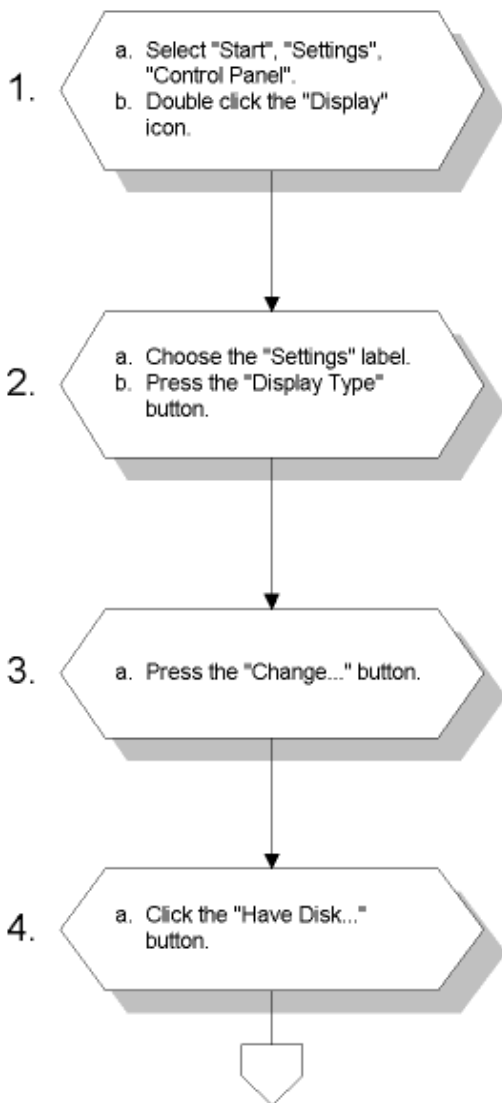 1.
a. Select "Start", "Settings",
"Control Panel".
b. Double click the "Display"
icon.
2.
a. Choose the "Settings" label.
b. Press the "Display Type"
button.
3.
a. Press the "Change..." button.
4.
a. Click the "Have Disk..."
button.